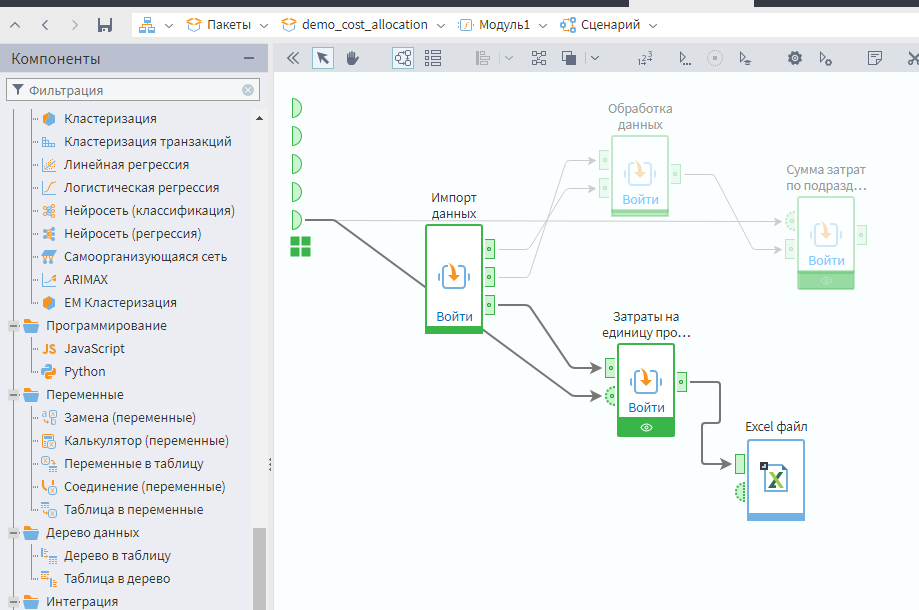 Пакеты
demo_cost_allocation
Модуль1
Сценарий
Компоненты
Фильтрация
Кластеризация
Кластеризация транзакций
Линейная регрессия
Логистическая регрессия
Нейросеть (классификация)
Нейросеть (регрессия)
Самоорганизующаяся сеть
ARIMAX
EM Кластеризация
Программирование
JS JavaScript
Python
Переменные
Замена (переменные)
Калькулятор (переменные)
Переменные в таблицу
Соединение (переменные)
Таблица в переменные
Дерево данных
Дерево в таблицу
Таблица в дерево
Интеграция
Обработка
данных
Войти
Сумма затрат
по подразд...
Войти
Импорт
данных
Войти
Затраты на
единицу про...
Войти
Excel файл